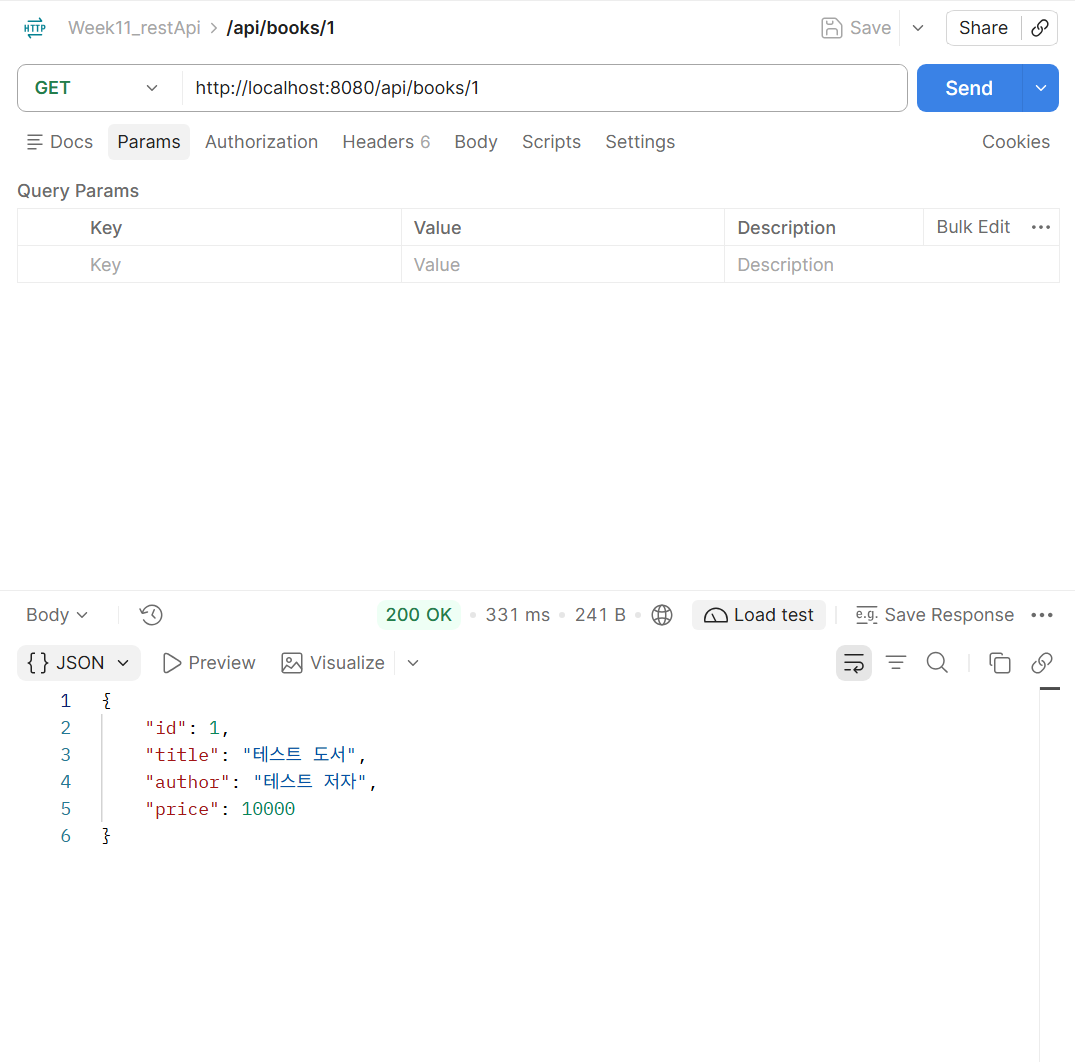 HTTP Week11_restApi > /api/books/1 Save Share
GET http://localhost:8080/api/books/1 Send
Docs Params Authorization Headers 6 Body Scripts Settings Cookies
Query Params
Key Value Description Bulk Edit ...
Key Value Description
Body 200 OK • 331 ms • 241 B • Load test e.g. Save Response ...
{} JSON Preview Visualize
1 {
2 "id": 1,
3 "title": "테스트 도서",
4 "author": "테스트 저자",
5 "price": 10000
6 }